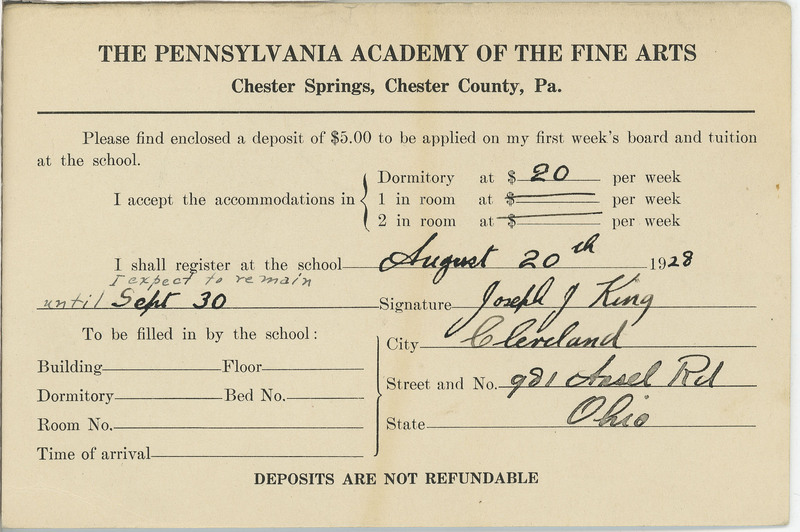 THE PENNSYLVANIA ACADEMY OF THE FINE ARTS
Chester Springs, Chester County, Pa.
Please find enclosed a deposit of $5.00 to be applied on my first week's board and tuition
at the school.
I accept the accommodations in
Dormitory at $ 20 per week
1 in room at $ per week
2 in room at $ per week
I shall register at the school August 20th 1928
I expect to remain
until Sept 30
Signature Joseph J King
To be filled in by the school:
City Cleveland
Building Floor
Street and No. 981 Ansel Rd
Dormitory Bed No.
State Ohio
Room No.
Time of arrival
DEPOSITS ARE NOT REFUNDABLE